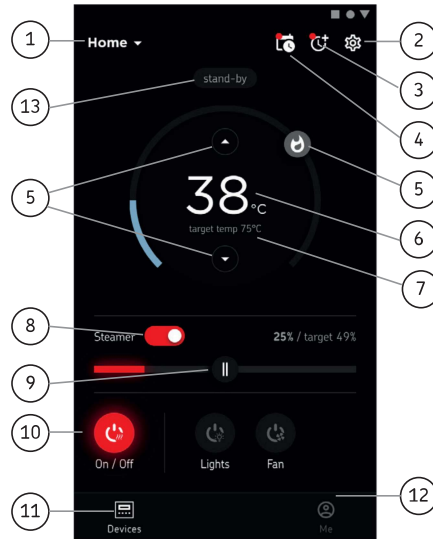 1
Home
2
3
13
stand-by
4
5
5
38 °C
6
target temp 75°C
7
8
Steamer
25% / target 49%
9
10
On / Off
Lights
Fan
11
12
Devices
Me